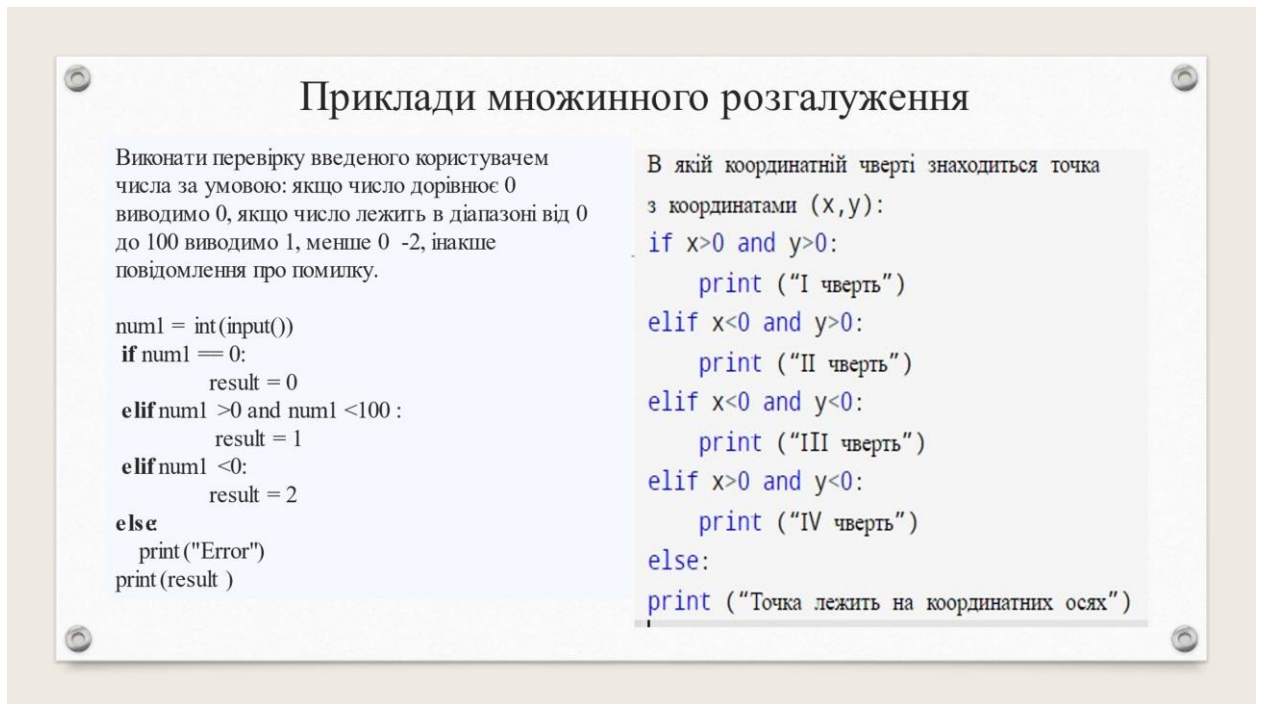 Приклади множинного розгалуження
Виконати перевірку введеного користувачем
числа за умовою: якщо число дорівнює 0
виводимо 0, якщо число лежить в діапазоні від 0
до 100 виводимо 1, менше 0 -2, інакше
повідомлення про помилку.
num1 = int(input())
if num1 == 0:
result = 0
elif num1 >0 and num1 <100 :
result = 1
elif num1 <0:
result = 2
else:
print("Error")
print(result )
В якій координатній чверті знаходиться точка
з координатами (x,y):
if x>0 and y>0:
print (“I чверть”)
elif x<0 and y>0:
print (“II чверть”)
elif x<0 and y<0:
print (“III чверть”)
elif x>0 and y<0:
print (“IV чверть”)
else:
print (“Точка лежить на координатних осях”)